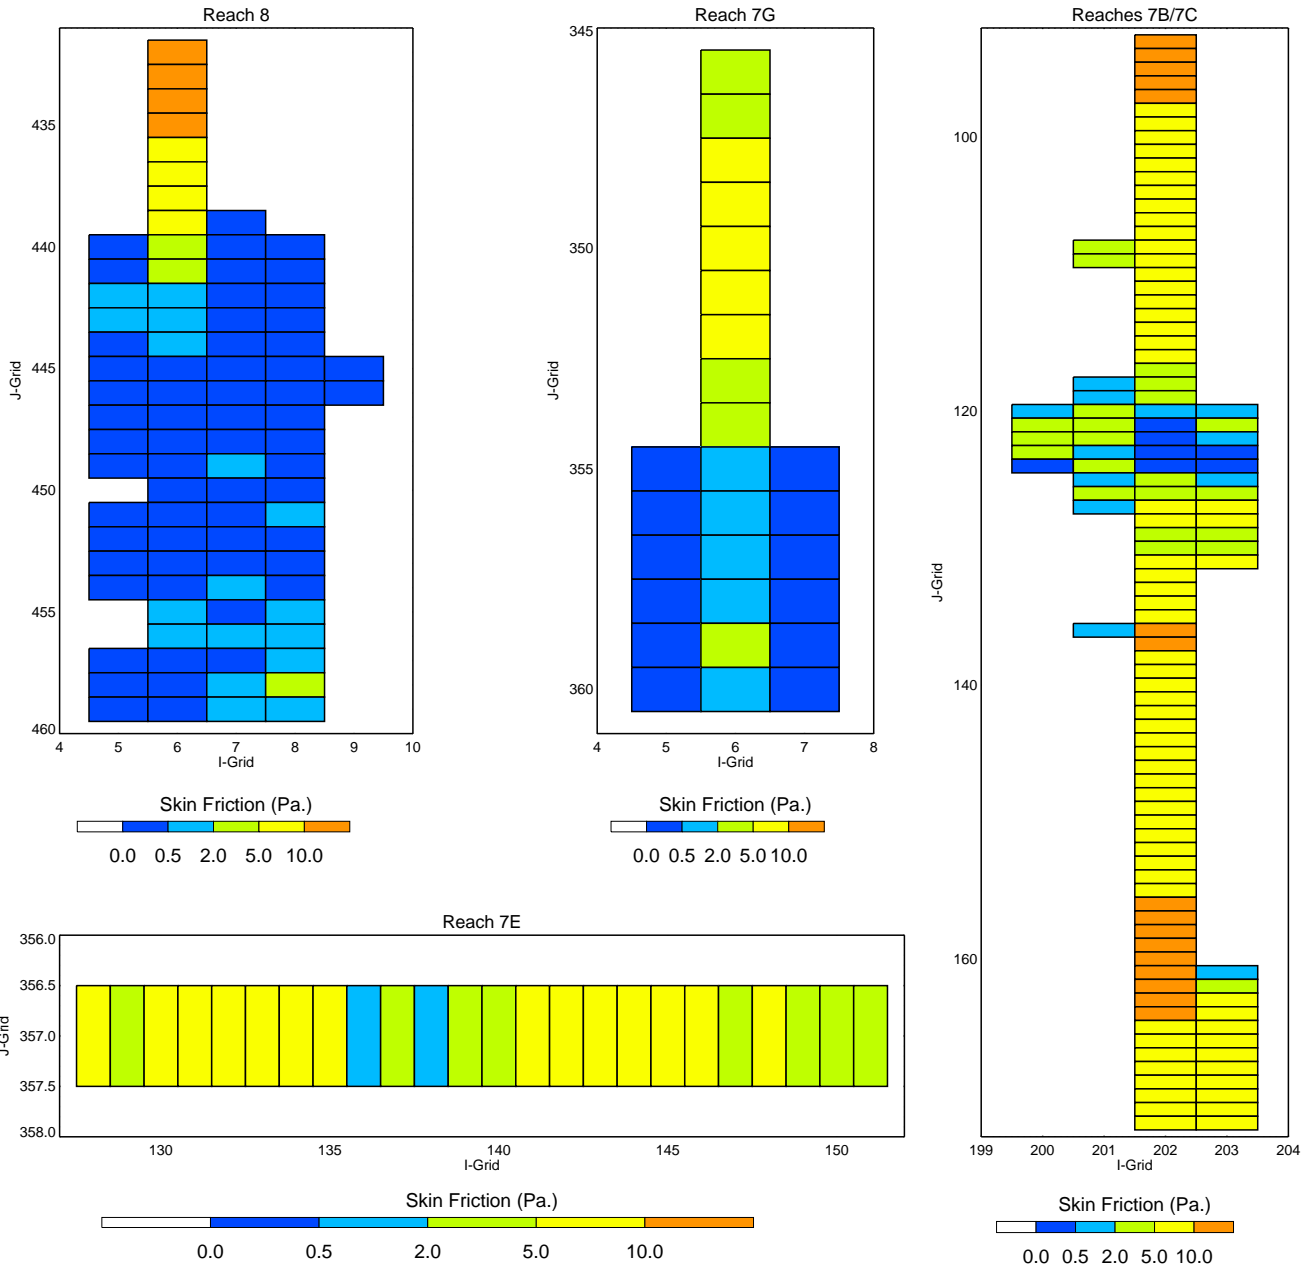 Reach 8
435
440
445
450
455
460
J-Grid
4 5 6 7 8 9 10
I-Grid
Skin Friction (Pa.)
0.0 0.5 2.0 5.0 10.0
Reach 7G
345
350
355
360
J-Grid
4 5 6 7 8
I-Grid
Skin Friction (Pa.)
0.0 0.5 2.0 5.0 10.0
Reaches 7B/7C
100
120
140
160
J-Grid
199 200 201 202 203 204
I-Grid
Skin Friction (Pa.)
0.0 0.5 2.0 5.0 10.0
Reach 7E
356.0
356.5
357.0
357.5
358.0
J-Grid
130 135 140 145 150
I-Grid
Skin Friction (Pa.)
0.0 0.5 2.0 5.0 10.0